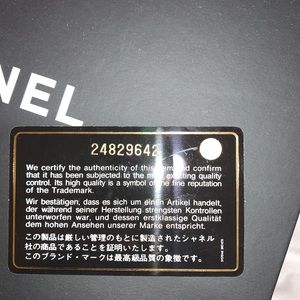 NEL
24829642
We certify the authenticity of this item and confirm
that it has been subjected to the most exacting quality
control. Its high quality is a symbol of the fine reputation
of the Trademark.
Wir bestätigen, dass es sich um einen Artikel handelt,
der während seiner Herstellung strengsten Kontrollen
unterworfen war, und dessen erstklassige Qualität
dem hohen Ansehen unserer Marke entspricht.
この製品は厳しい管理のもとに製造されたシャネル
社の商品であることを証明いたします。
このブランド・マークは最高級品質の象徴です。